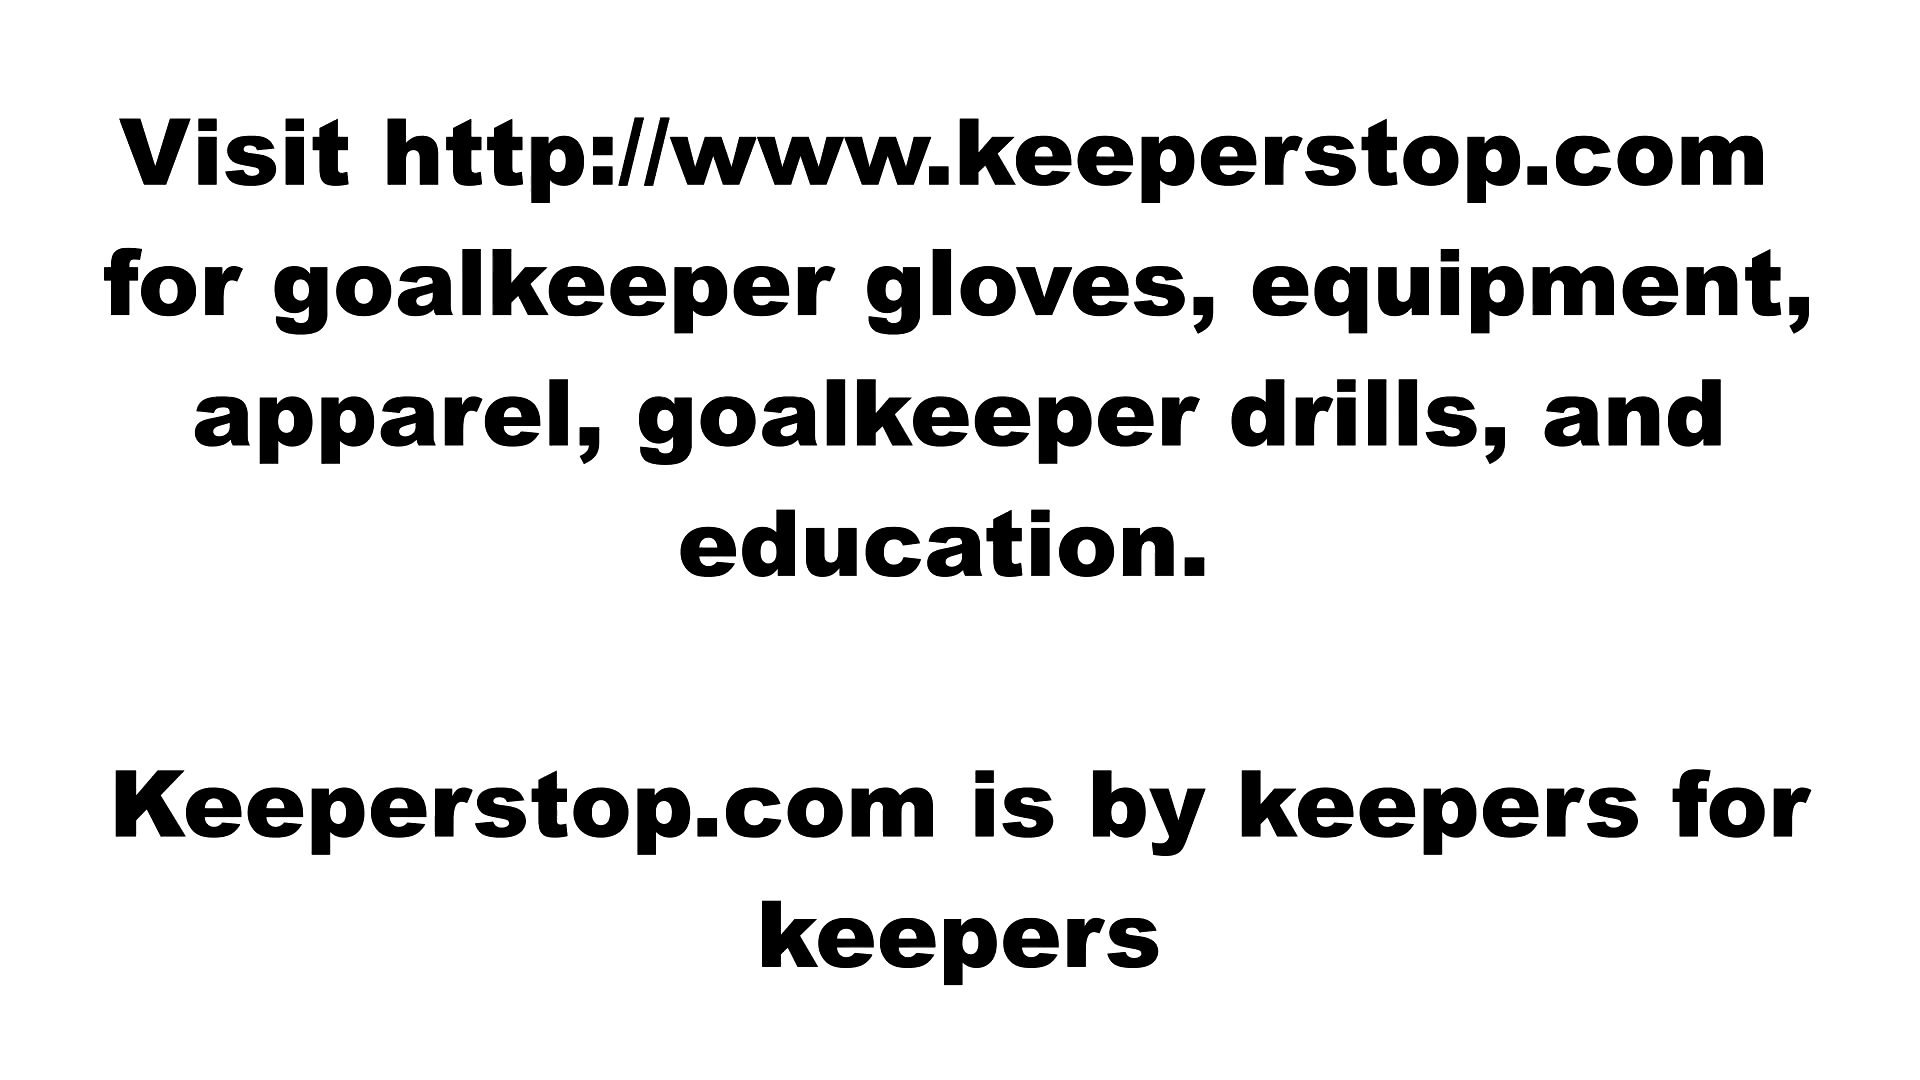 Visit http://www.keeperstop.com
for goalkeeper gloves, equipment,
apparel, goalkeeper drills, and
education.
Keeperstop.com is by keepers for
keepers